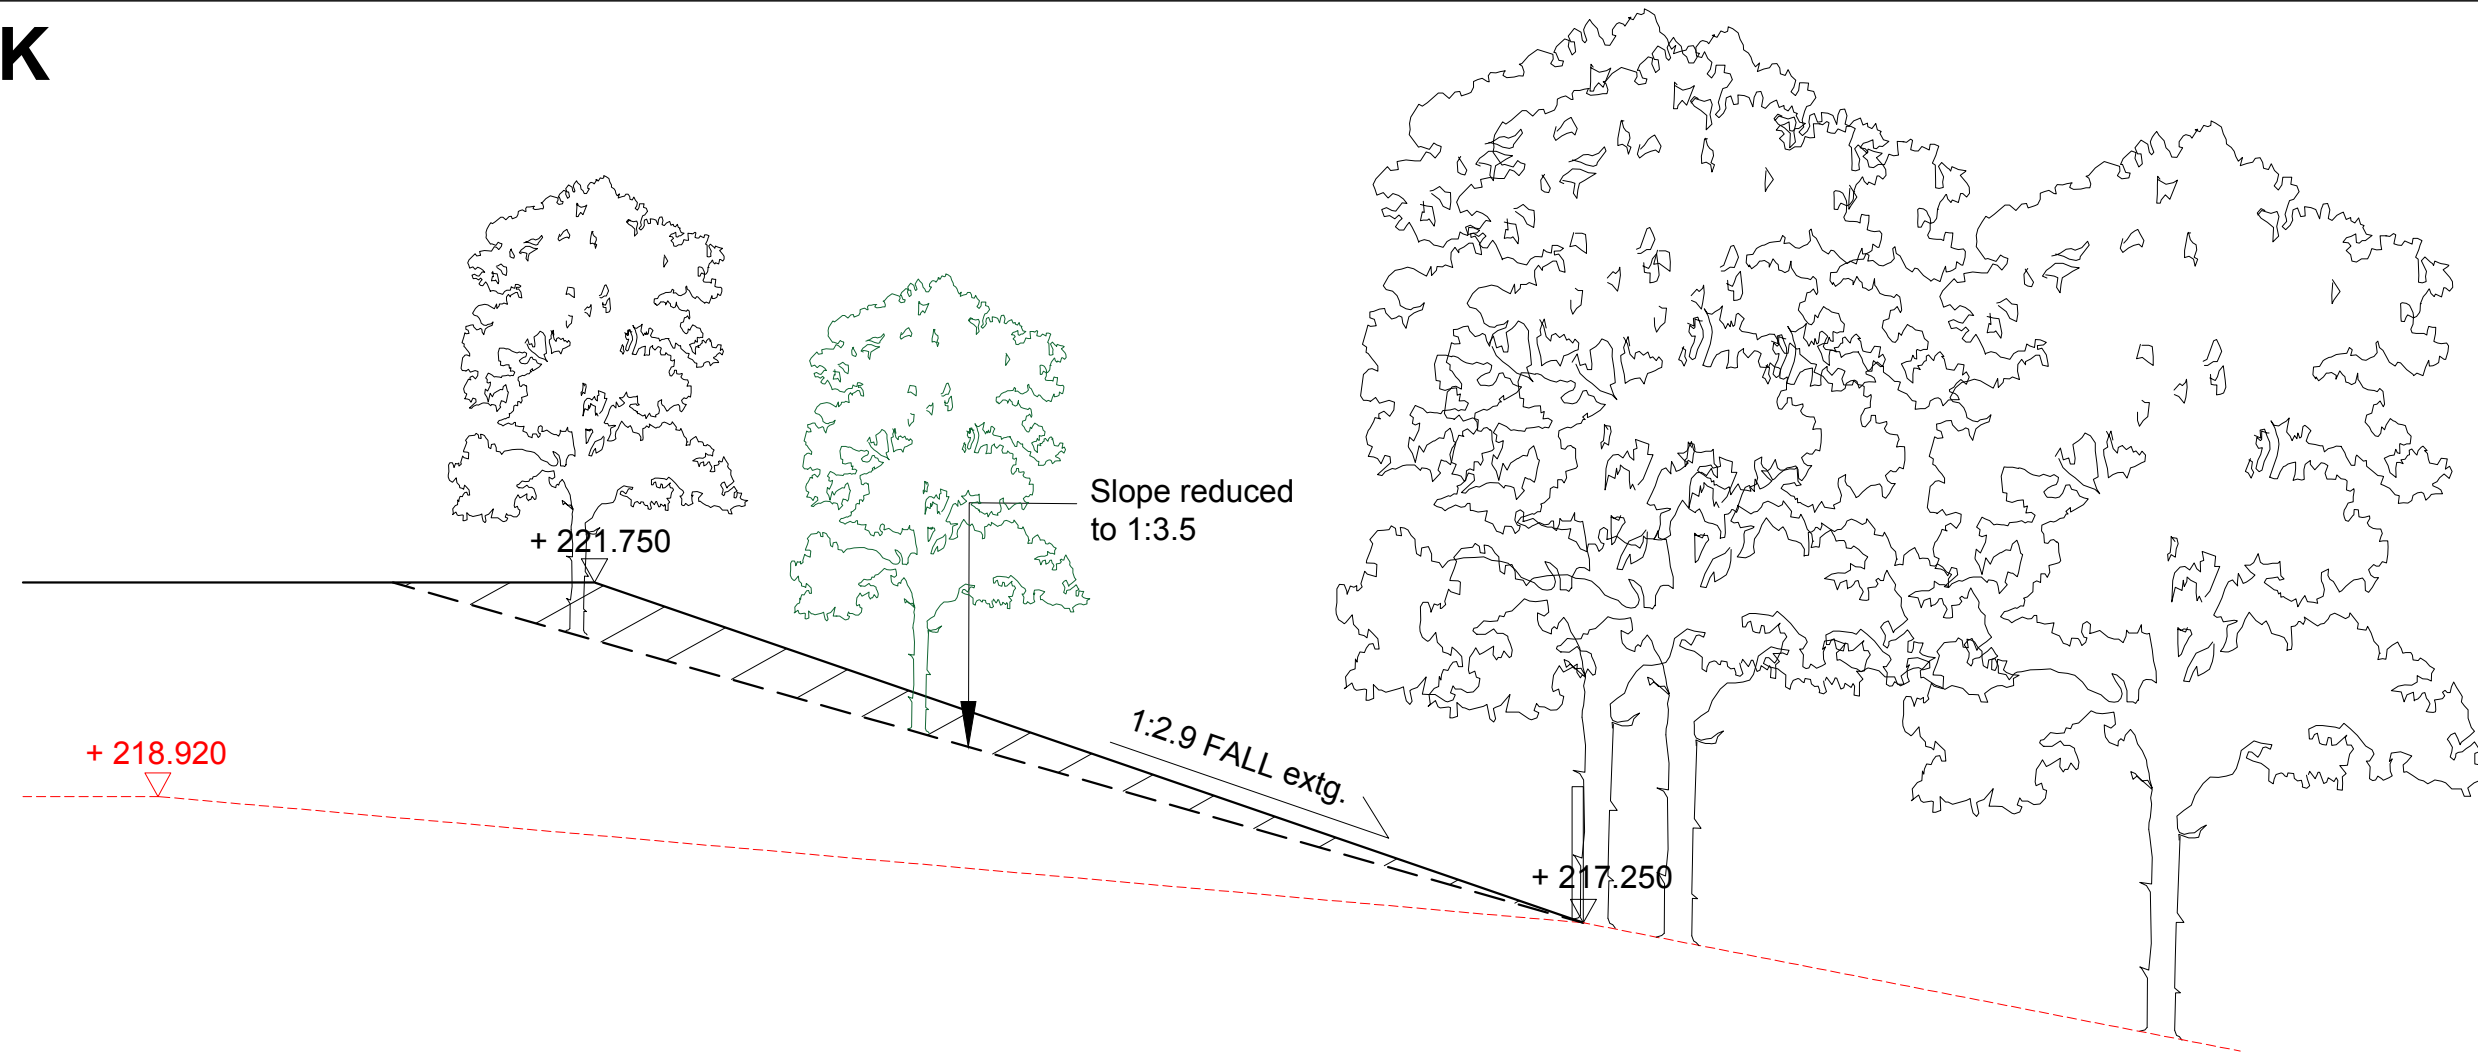 K
Slope reduced
to 1:3.5
+ 221.750
1:2.9 FALL extg.
+ 218.920
+ 217.250